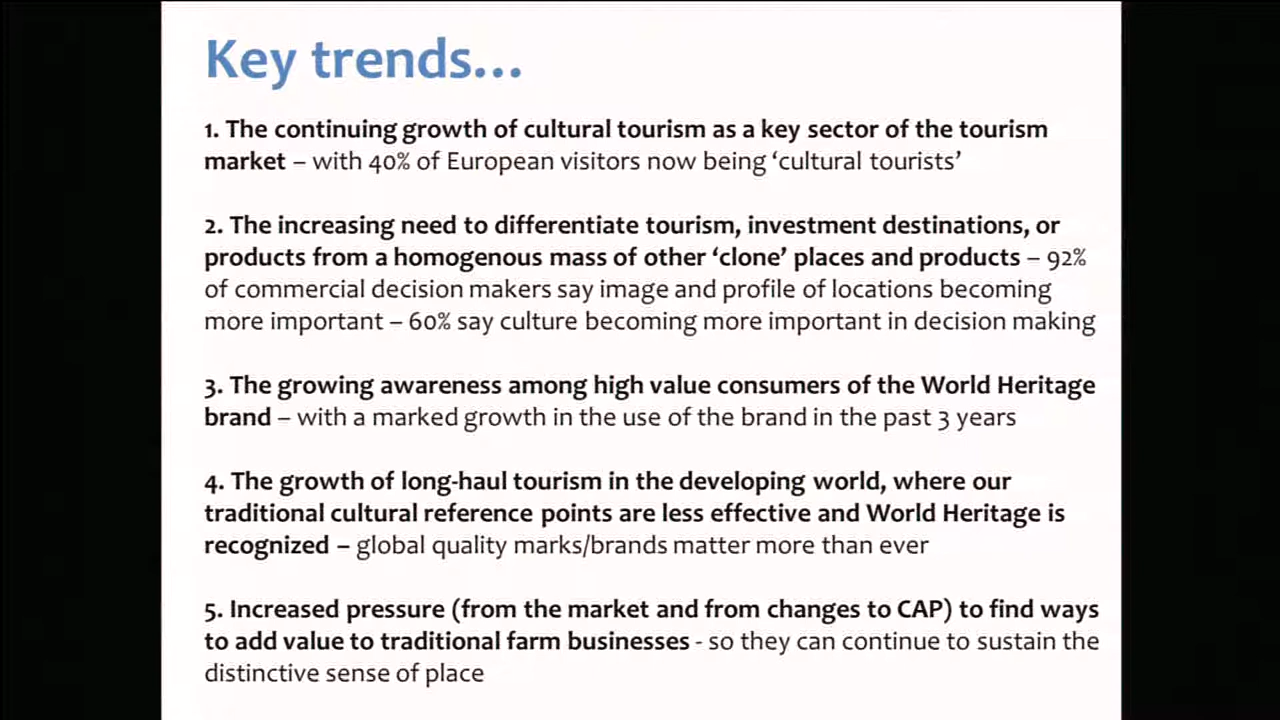 Key trends...
1. The continuing growth of cultural tourism as a key sector of the tourism
market – with 40% of European visitors now being ‘cultural tourists’
2. The increasing need to differentiate tourism, investment destinations, or
products from a homogenous mass of other ‘clone’ places and products – 92%
of commercial decision makers say image and profile of locations becoming
more important – 60% say culture becoming more important in decision making
3. The growing awareness among high value consumers of the World Heritage
brand – with a marked growth in the use of the brand in the past 3 years
4. The growth of long-haul tourism in the developing world, where our
traditional cultural reference points are less effective and World Heritage is
recognized – global quality marks/brands matter more than ever
5. Increased pressure (from the market and from changes to CAP) to find ways
to add value to traditional farm businesses - so they can continue to sustain the
distinctive sense of place